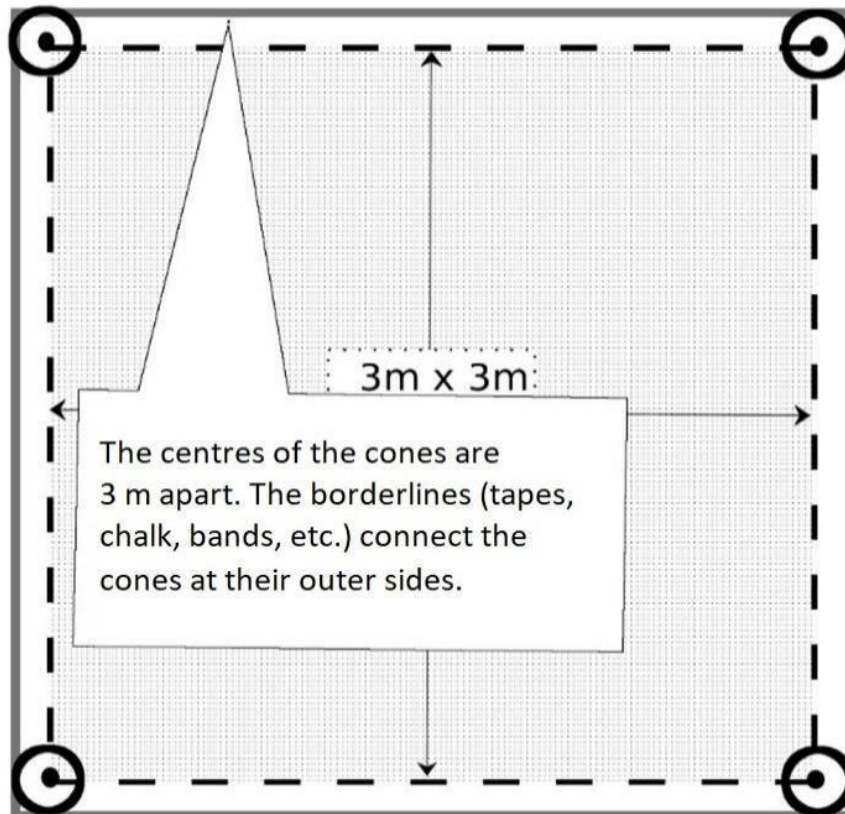 3m x 3m
The centres of the cones are
3 m apart. The borderlines (tapes,
chalk, bands, etc.) connect the
cones at their outer sides.